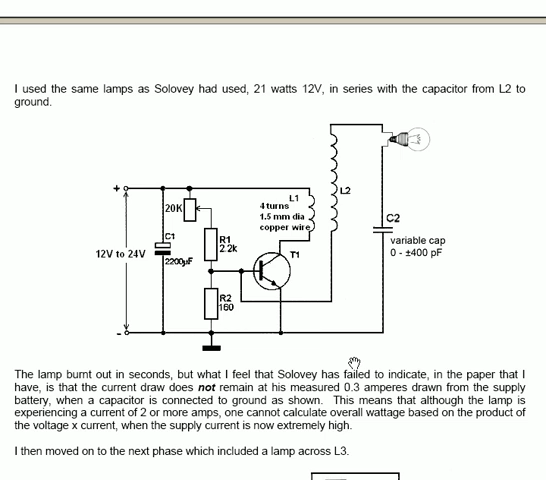 I used the same lamps as Solovey had used, 21 watts 12V, in series with the capacitor from L2 to
ground.
+
20K
L1
4 turns
1.5 mm dia
copper wire
L2
C1
2200µF
R1
2.2k
T1
C2
variable cap
0 - ±400 pF
12V to 24V
R2
160
-
The lamp burnt out in seconds, but what I feel that Solovey has failed to indicate, in the paper that I
have, is that the current draw does not remain at his measured 0.3 amperes drawn from the supply
battery, when a capacitor is connected to ground as shown. This means that although the lamp is
experiencing a current of 2 or more amps, one cannot calculate overall wattage based on the product of
the voltage x current, when the supply current is now extremely high.
I then moved on to the next phase which included a lamp across L3.